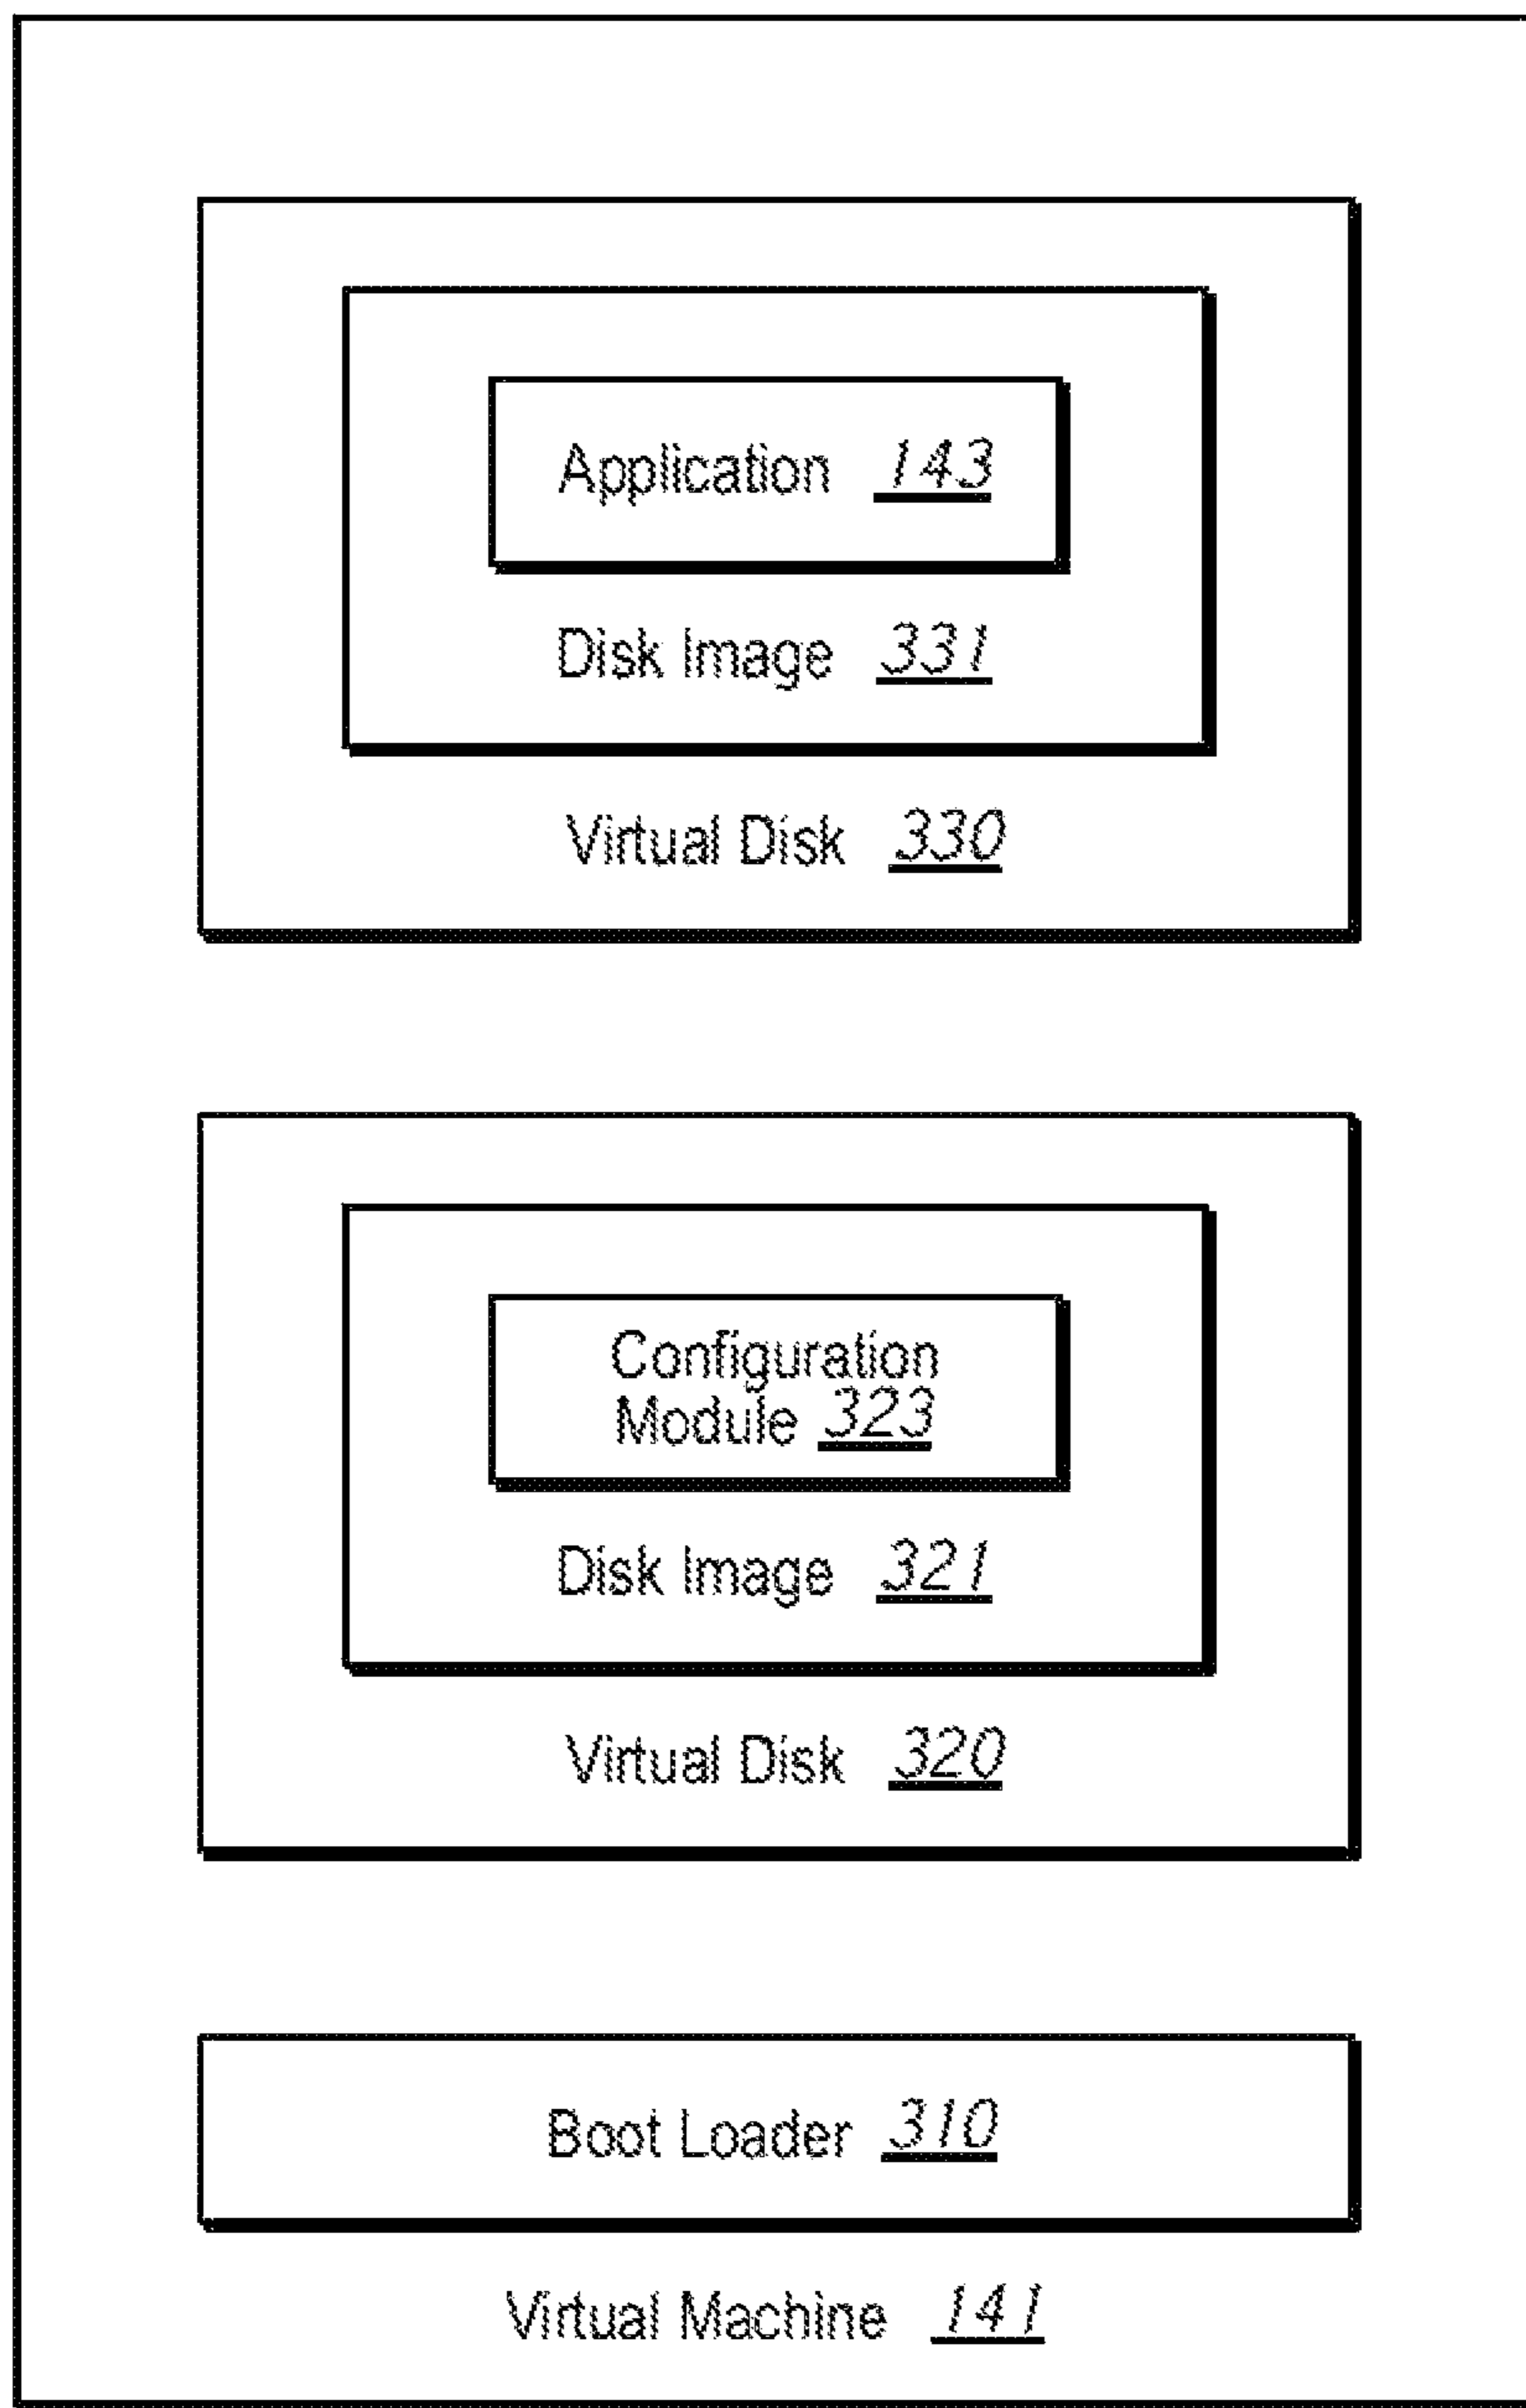 Application 143
Disk Image 331
Virtual Disk 330
Configuration
Module 323
Disk Image 321
Virtual Disk 320
Boot Loader 310
Virtual Machine 141